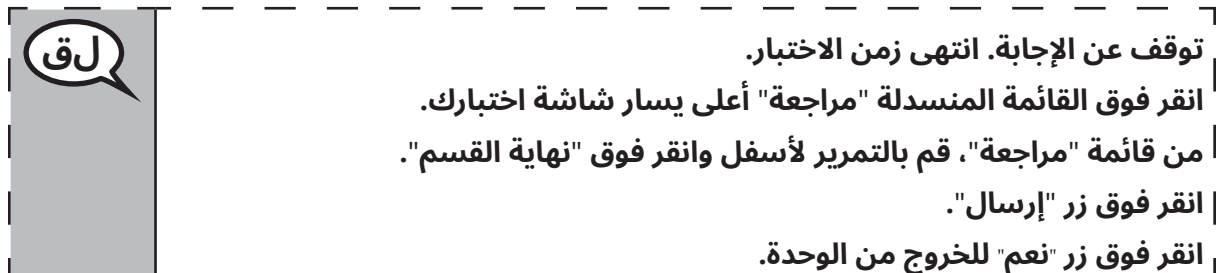 لق
توقف عن الإجابة. انتهى زمن الاختبار.
انقر فوق القائمة المنسدلة "مراجعة" أعلى يسار شاشة اختبارك.
من قائمة "مراجعة"، قم بالتمرير لأسفل وانقر فوق "نهاية القسم".
انقر فوق زر "إرسال".
انقر فوق زر "نعم" للخروج من الوحدة.